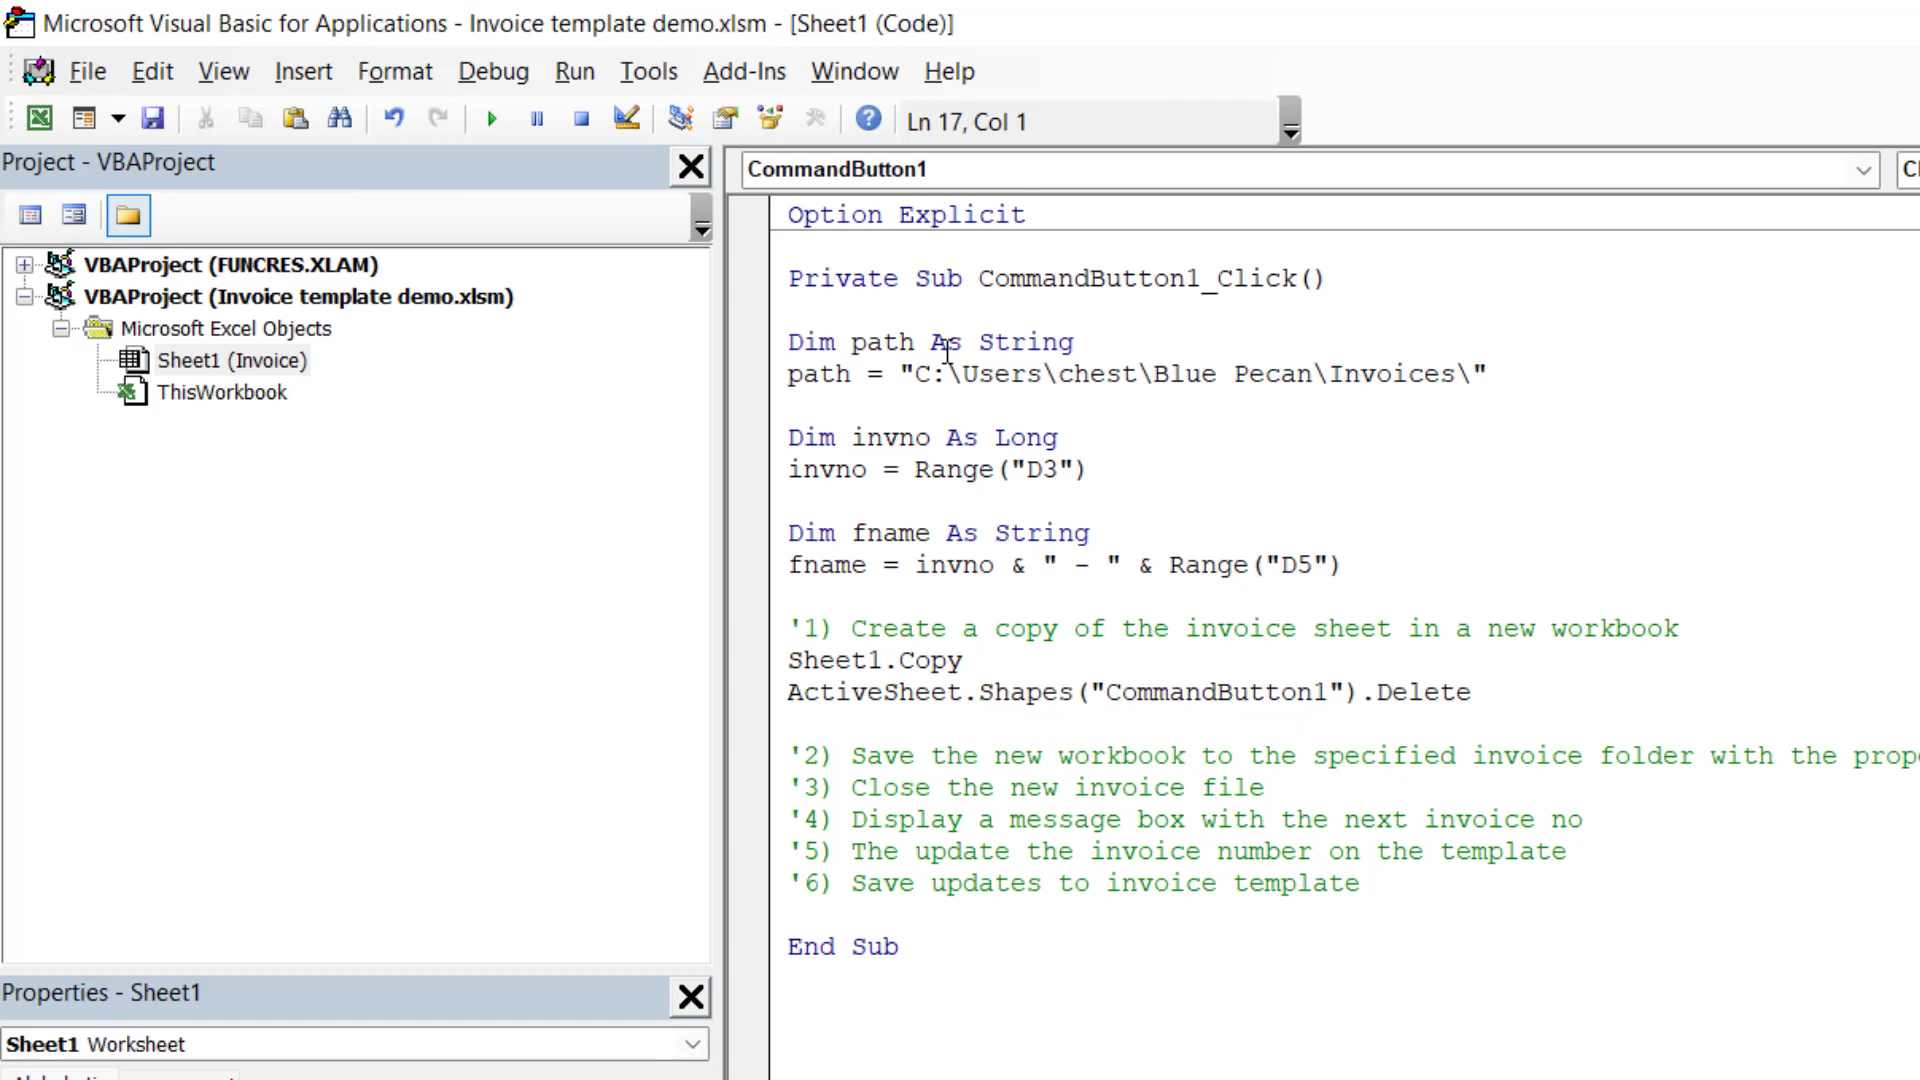 Microsoft Visual Basic for Applications - Invoice template demo.xlsm - [Sheet1 (Code)]
File Edit View Insert Format Debug Run Tools Add-Ins Window Help
Ln 17, Col 1
Project - VBAProject
VBAProject (FUNCRES.XLAM)
VBAProject (Invoice template demo.xlsm)
Microsoft Excel Objects
Sheet1 (Invoice)
ThisWorkbook
Properties - Sheet1
Sheet1 Worksheet
CommandButton1
Option Explicit
Private Sub CommandButton1_Click()
Dim path As String
path = "C:\Users\chest\Blue Pecan\Invoices\"
Dim invno As Long
invno = Range("D3")
Dim fname As String
fname = invno & " - " & Range("D5")
'1) Create a copy of the invoice sheet in a new workbook
Sheet1.Copy
ActiveSheet.Shapes("CommandButton1").Delete
'2) Save the new workbook to the specified invoice folder with the
'3) Close the new invoice file
'4) Display a message box with the next invoice no
'5) The update the invoice number on the template
'6) Save updates to invoice template
End Sub